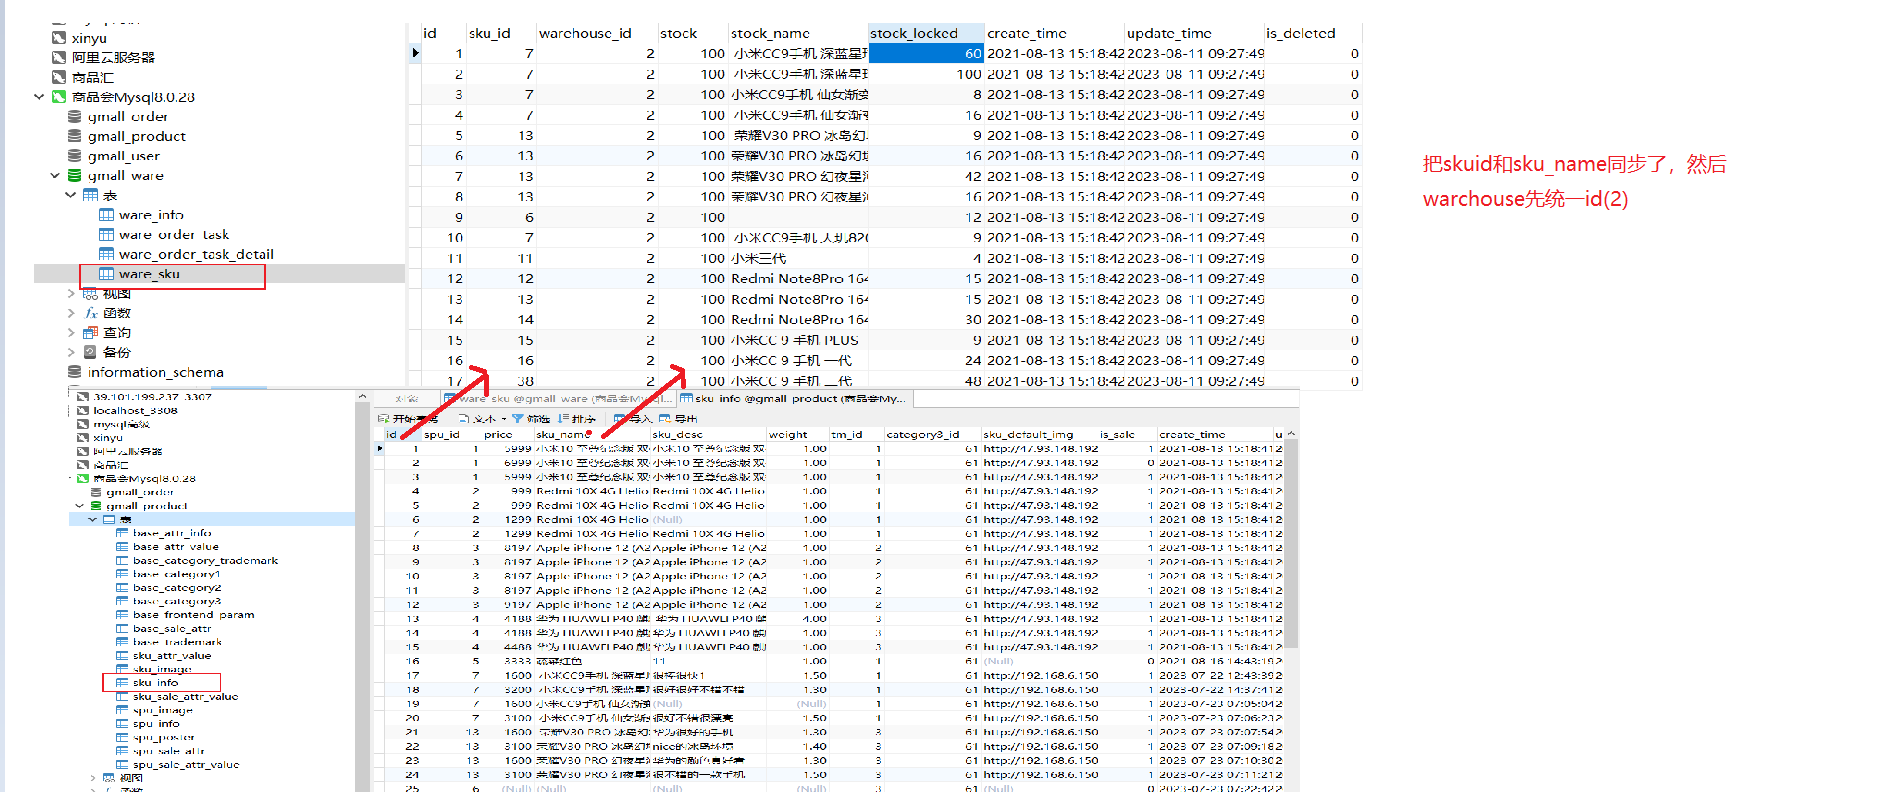 xinyu
阿里云服务器
商品汇
商品会Mysql8.0.28
gmall_order
gmall_product
gmall_user
gmall_ware
表
ware_info
ware_order_task
ware_order_task_detail
ware_sku
视图
函数
查询
备份
information_schema
id sku_id warehouse_id stock stock_name stock_locked create_time update_time is_deleted
1 7 2 100 小米CC9手机 深蓝星 60 2021-08-13 15:18:42 2023-08-11 09:27:49 0
2 7 2 100 小米CC9手机 深蓝星 100 2021-08-13 15:18:42 2023-08-11 09:27:49 0
3 7 2 100 小米CC9手机 仙女渐变 8 2021-08-13 15:18:42 2023-08-11 09:27:49 0
4 7 2 100 小米CC9手机 仙女渐变 16 2021-08-13 15:18:42 2023-08-11 09:27:49 0
5 13 2 100 荣耀V30 PRO 冰岛幻 9 2021-08-13 15:18:42 2023-08-11 09:27:49 0
6 13 2 100 荣耀V30 PRO 冰岛幻境 16 2021-08-13 15:18:42 2023-08-11 09:27:49 0
7 13 2 100 荣耀V30 PRO 幻夜星河 42 2021-08-13 15:18:42 2023-08-11 09:27:49 0
8 13 2 100 荣耀V30 PRO 幻夜星河 16 2021-08-13 15:18:42 2023-08-11 09:27:49 0
9 6 2 100 12 2021-08-13 15:18:42 2023-08-11 09:27:49 0
10 7 2 100 小米CC9手机 天玑820 9 2021-08-13 15:18:42 2023-08-11 09:27:49 0
11 11 2 100 小米三代 4 2021-08-13 15:18:42 2023-08-11 09:27:49 0
12 12 2 100 Redmi Note8Pro 164 15 2021-08-13 15:18:42 2023-08-11 09:27:49 0
13 13 2 100 Redmi Note8Pro 164 15 2021-08-13 15:18:42 2023-08-11 09:27:49 0
14 14 2 100 Redmi Note8Pro 164 30 2021-08-13 15:18:42 2023-08-11 09:27:49 0
15 15 2 100 小米CC 9 手机 PLUS 9 2021-08-13 15:18:42 2023-08-11 09:27:49 0
16 16 2 100 小米CC 9 手机 一代 24 2021-08-13 15:18:42 2023-08-11 09:27:49 0
17 38 2 100 小米CC 9 手机 二代 48 2021-08-13 15:18:42 2023-08-11 09:27:49 0
把skuid和sku_name同步了，然后
warchouse先统一id(2)
39.101.199.237_3307
localhost_3308
mysql高级
xinyu
阿里云服务器
商品汇
商品会Mysql8.0.28
gmall_order
gmall_product
表
base_attr_info
base_attr_value
base_category_trademark
base_category1
base_category2
base_category3
base_frontend_param
base_sale_attr
base_trademark
sku_attr_value
sku_image
sku_info
sku_sale_attr_value
spu_image
spu_info
spu_poster
spu_sale_attr
spu_sale_attr_value
视图
函数
对象 ware_sku @gmall_ware (商品汇... sku_info @gmall_product (商品会My...
开始事务 文本 筛选 排序 导入 导出
id spu_id price sku_name sku_desc weight tm_id category3_id sku_default_img is_sale create_time u
1 1 5999 小米10 至尊纪念版 双 小米10 至尊纪念版 双 1.00 1 61 http://47.93.148.192 1 2021-08-13 15:18:41 2
2 1 6999 小米10 至尊纪念版 双 小米10 至尊纪念版 双 1.00 1 61 http://47.93.148.192 0 2021-08-13 15:18:41 2
3 1 5999 小米10 至尊纪念版 双 小米10 至尊纪念版 双 1.00 1 61 http://47.93.148.192 1 2021-08-13 15:18:41 2
4 2 999 Redmi 10X 4G Helio Redmi 10X 4G Helio 1.00 1 61 http://47.93.148.192 1 2021-08-13 15:18:41 2
5 2 999 Redmi 10X 4G Helio Redmi 10X 4G Helio 1.00 1 61 http://47.93.148.192 1 2021-08-13 15:18:41 2
6 2 1299 Redmi 10X 4G Helio (Null) 1.00 1 61 http://47.93.148.192 1 2021-08-13 15:18:41 2
7 2 1299 Redmi 10X 4G Helio Redmi 10X 4G Helio 1.00 1 61 http://47.93.148.192 1 2021-08-13 15:18:41 2
8 3 8197 Apple iPhone 12 (A2 Apple iPhone 12 (A2 1.00 2 61 http://47.93.148.192 1 2021-08-13 15:18:41 2
9 3 8197 Apple iPhone 12 (A2 Apple iPhone 12 (A2 1.00 2 61 http://47.93.148.192 1 2021-08-13 15:18:41 2
10 3 8197 Apple iPhone 12 (A2 Apple iPhone 12 (A2 1.00 2 61 http://47.93.148.192 1 2021-08-13 15:18:41 2
11 3 8197 Apple iPhone 12 (A2 Apple iPhone 12 (A2 1.00 2 61 http://47.93.148.192 1 2021-08-13 15:18:41 2
12 3 9197 Apple iPhone 12 (A2 Apple iPhone 12 (A2 1.00 2 61 http://47.93.148.192 1 2021-08-13 15:18:41 2
13 4 4188 华为 HUAWEI P40 麒 华为 HUAWEI P40 麒 4.00 3 61 http://47.93.148.192 1 2021-08-13 15:18:41 2
14 4 4188 华为 HUAWEI P40 麒 华为 HUAWEI P40 麒 1.00 3 61 http://47.93.148.192 1 2021-08-13 15:18:41 2
15 4 4488 华为 HUAWEI P40 麒 华为 HUAWEI P40 麒 1.00 3 61 http://47.93.148.192 1 2021-08-13 15:18:41 2
16 5 3333 蔬菜红色 11 1.00 1 61 (Null) 0 2021-08-16 14:43:19 2
17 7 1600 小米CC9手机 深蓝星 很棒很快1 1.50 1 61 http://192.168.6.150 1 2023-07-22 12:43:39 2
18 7 3200 小米CC9手机 深蓝星 很好很好不错不错 1.30 1 61 http://192.168.6.150 1 2023-07-22 14:37:41 2
19 7 1600 小米CC9手机 仙女渐变 (Null) (Null) 1 61 http://192.168.6.150 1 2023-07-23 07:05:04 2
20 7 3100 小米CC9手机 仙女渐 很好不错很漂亮 1.50 1 61 http://192.168.6.150 1 2023-07-23 07:06:23 2
21 13 1600 荣耀V30 PRO 冰岛幻 华为很好的手机 1.30 3 61 http://192.168.6.150 1 2023-07-23 07:07:54 2
22 13 3100 荣耀V30 PRO 冰岛幻 nice的冰岛环境 1.40 3 61 http://192.168.6.150 1 2023-07-23 07:09:18 2
23 13 1600 荣耀V30 PRO 幻夜星 华为的颜色真好看 1.30 3 61 http://192.168.6.150 1 2023-07-23 07:10:30 2
24 13 3100 荣耀V30 PRO 幻夜星 很不错的一款手机 1.50 3 61 http://192.168.6.150 1 2023-07-23 07:11:21 2
25 6 (Null) (Null) (Null) (Null) 3 61 (Null) 0 2023-07-23 07:22:42 2